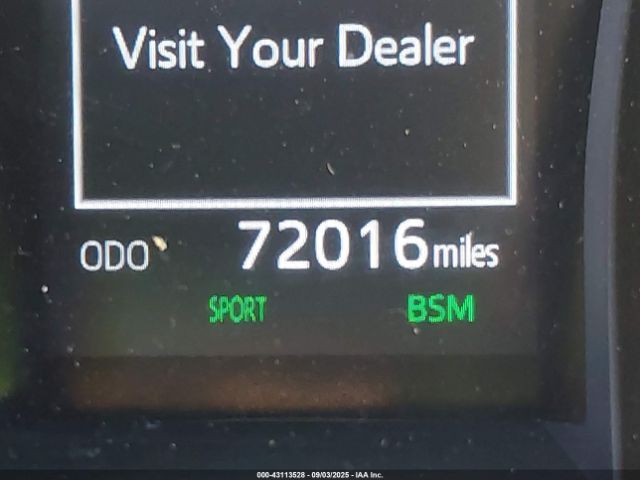 Visit Your Dealer
ODO 72016 miles
SPORT BSM
000-43113528 - 09/03/2025 - IAA Inc.